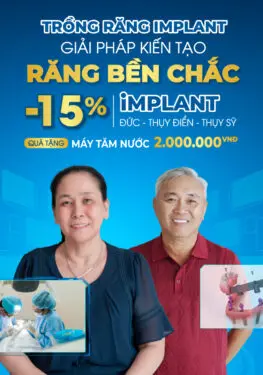 TRỒNG RĂNG IMPLANT
GIẢI PHÁP KIẾN TẠO
RĂNG BỀN CHẮC
-15% iMPLANT
ĐỨC - THỤY ĐIỂN - THỤY SỸ
QUÀ TẶNG MÁY TĂM NƯỚC 2.000.000VNĐ